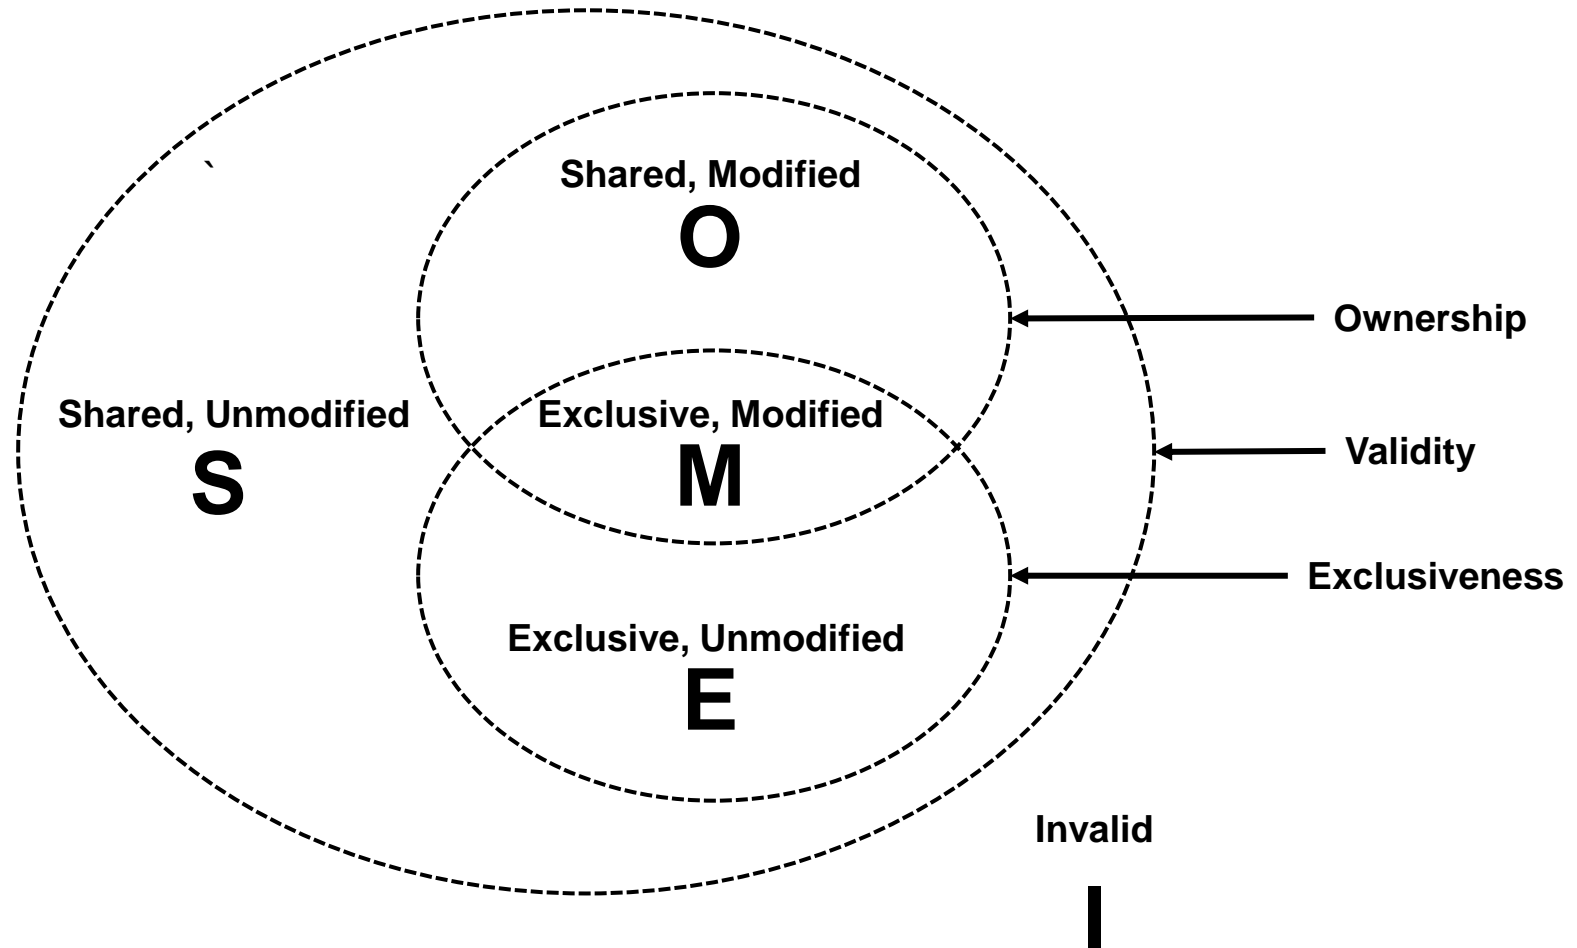 `
Shared, Modified
O
Ownership
Shared, Unmodified
S
Exclusive, Modified
M
Validity
Exclusiveness
Exclusive, Unmodified
E
Invalid
I